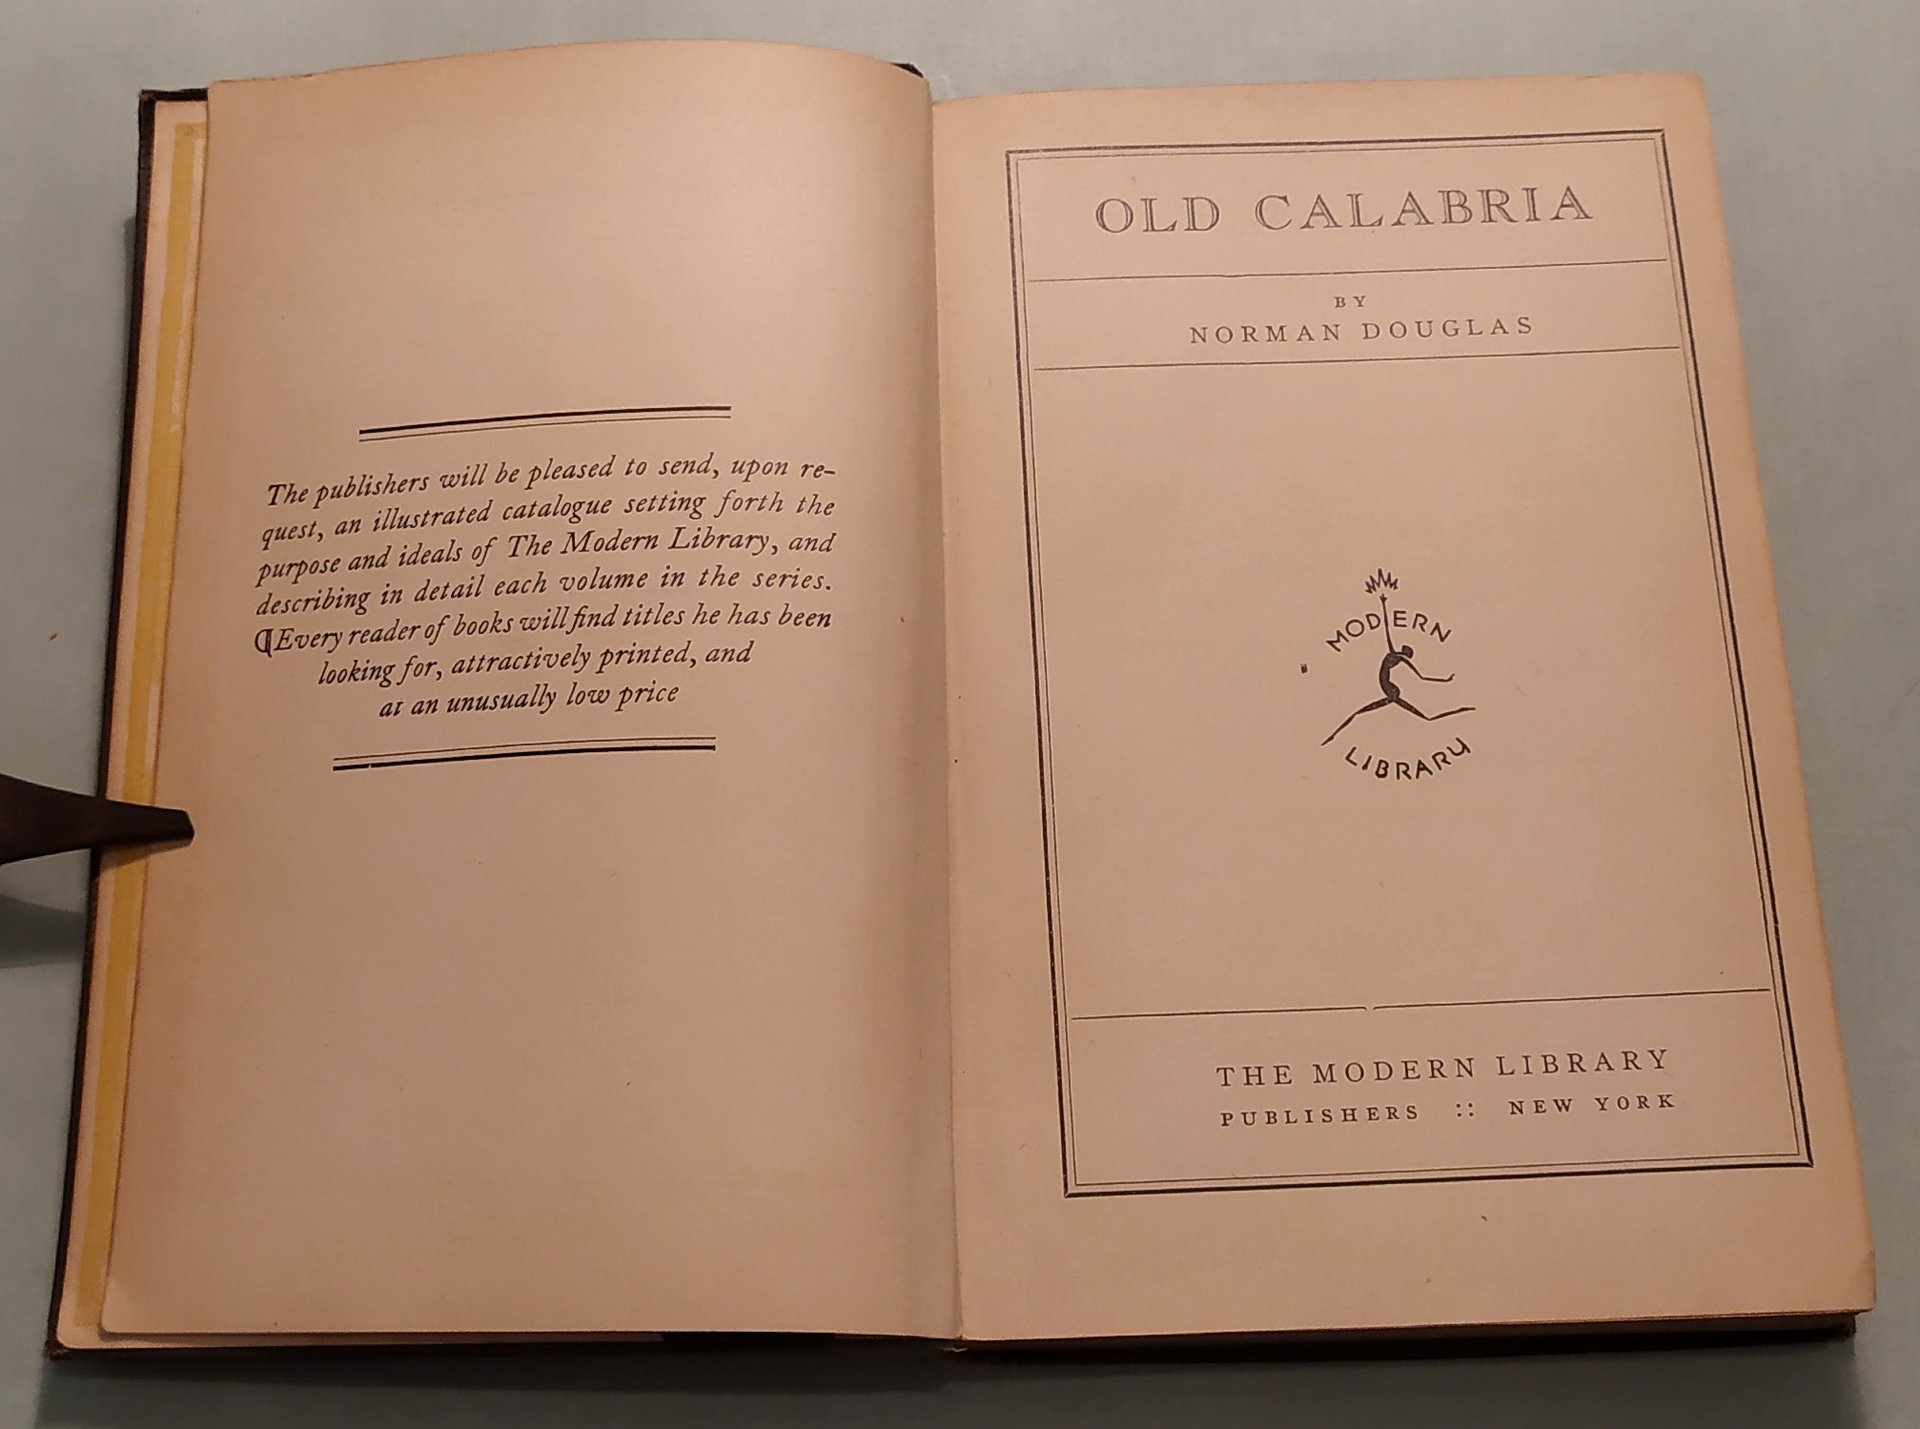 The publishers will be pleased to send, upon re-
quest, an illustrated catalogue setting forth the
purpose and ideals of The Modern Library, and
describing in detail each volume in the series.
¶Every reader of books will find titles he has been
looking for, attractively printed, and
at an unusually low price
OLD CALABRIA
BY
NORMAN DOUGLAS
MODERN
LIBRARY
THE MODERN LIBRARY
PUBLISHERS :: NEW YORK